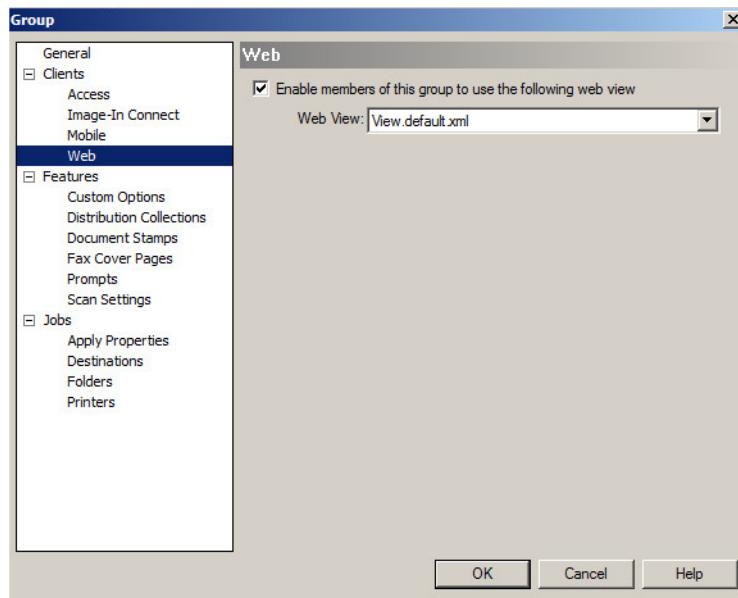 Group
General
Clients
Access
Image-In Connect
Mobile
Web
Features
Custom Options
Distribution Collections
Document Stamps
Fax Cover Pages
Prompts
Scan Settings
Jobs
Apply Properties
Destinations
Folders
Printers
Web
Enable members of this group to use the following web view
Web View: View.default.xml
OK Cancel Help